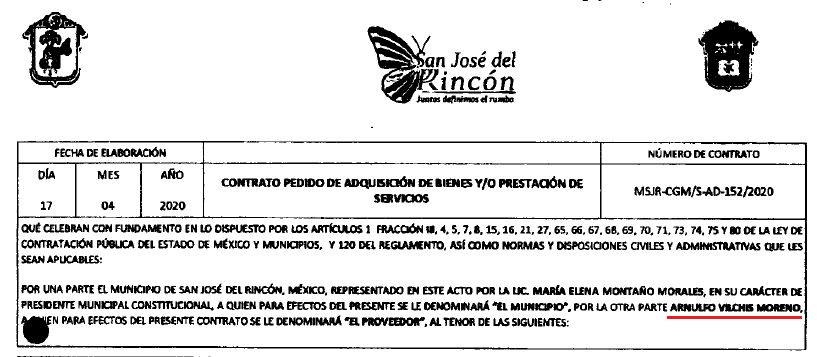 San José del
Rincón
Juntos definimos el rumbo
FECHA DE ELABORACIÓN
NÚMERO DE CONTRATO
DÍA MES AÑO
CONTRATO PEDIDO DE ADQUISICIÓN DE BIENES Y/O PRESTACIÓN DE
SERVICIOS
MSJR-CGM/S-AD-152/2020
17 04 2020
QUÉ CELEBRAN CON FUNDAMENTO EN LO DISPUESTO POR LOS ARTÍCULOS 1 FRACCIÓN III, 4, 5, 7, 8, 15, 16, 21, 27, 65, 66, 67, 68, 69, 70, 71, 73, 74, 75 Y 80 DE LA LEY DE
CONTRATACIÓN PÚBLICA DEL ESTADO DE MÉXICO Y MUNICIPIOS, Y 120 DEL REGLAMENTO, ASÍ COMO NORMAS Y DISPOSICIONES CIVILES Y ADMINISTRATIVAS QUE LES
SEAN APLICABLES:
POR UNA PARTE EL MUNICIPIO DE SAN JOSÉ DEL RINCÓN, MÉXICO, REPRESENTADO EN ESTE ACTO POR LA LIC. MARÍA ELENA MONTAÑO MORALES, EN SU CARÁCTER DE
PRESIDENTE MUNICIPAL CONSTITUCIONAL, A QUIEN PARA EFECTOS DEL PRESENTE SE LE DENOMINARÁ "EL MUNICIPIO", POR LA OTRA PARTE ARNULFO VILCHIS MORENO,
A QUIEN PARA EFECTOS DEL PRESENTE CONTRATO SE LE DENOMINARÁ "EL PROVEEDOR", AL TENOR DE LAS SIGUIENTES: